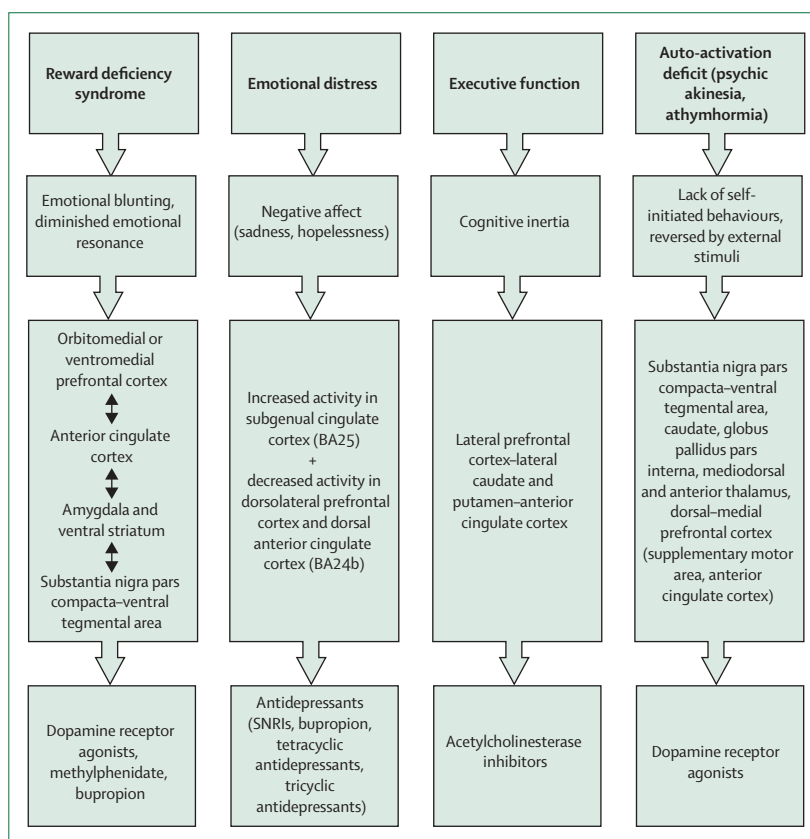 Reward deficiency
syndrome
Emotional blunting,
diminished emotional
resonance
Orbitomedial or
ventromedial
prefrontal cortex
Anterior cingulate
cortex
Amygdala and
ventral striatum
Substantia nigra pars
compacta–ventral
tegmental area
Dopamine receptor
agonists,
methylphenidate,
bupropion
Emotional distress
Negative affect
(sadness, hopelessness)
Increased activity in
subgenual cingulate
cortex (BA25)
+
decreased activity in
dorsolateral prefrontal
cortex and dorsal
anterior cingulate
cortex (BA24b)
Antidepressants
(SNRIs, bupropion,
tetracyclic
antidepressants,
tricyclic
antidepressants)
Executive function
Cognitive inertia
Lateral prefrontal
cortex–lateral
caudate and
putamen–anterior
cingulate cortex
Acetylcholinesterase
inhibitors
Auto-activation
deficit (psychic
akinesia,
athymhormia)
Lack of self-
initiated behaviours,
reversed by external
stimuli
Substantia nigra pars
compacta–ventral
tegmental area,
caudate, globus
pallidus pars
interna, mediodorsal
and anterior thalamus,
dorsal–medial
prefrontal cortex
(supplementary motor
area, anterior
cingulate cortex)
Dopamine receptor
agonists